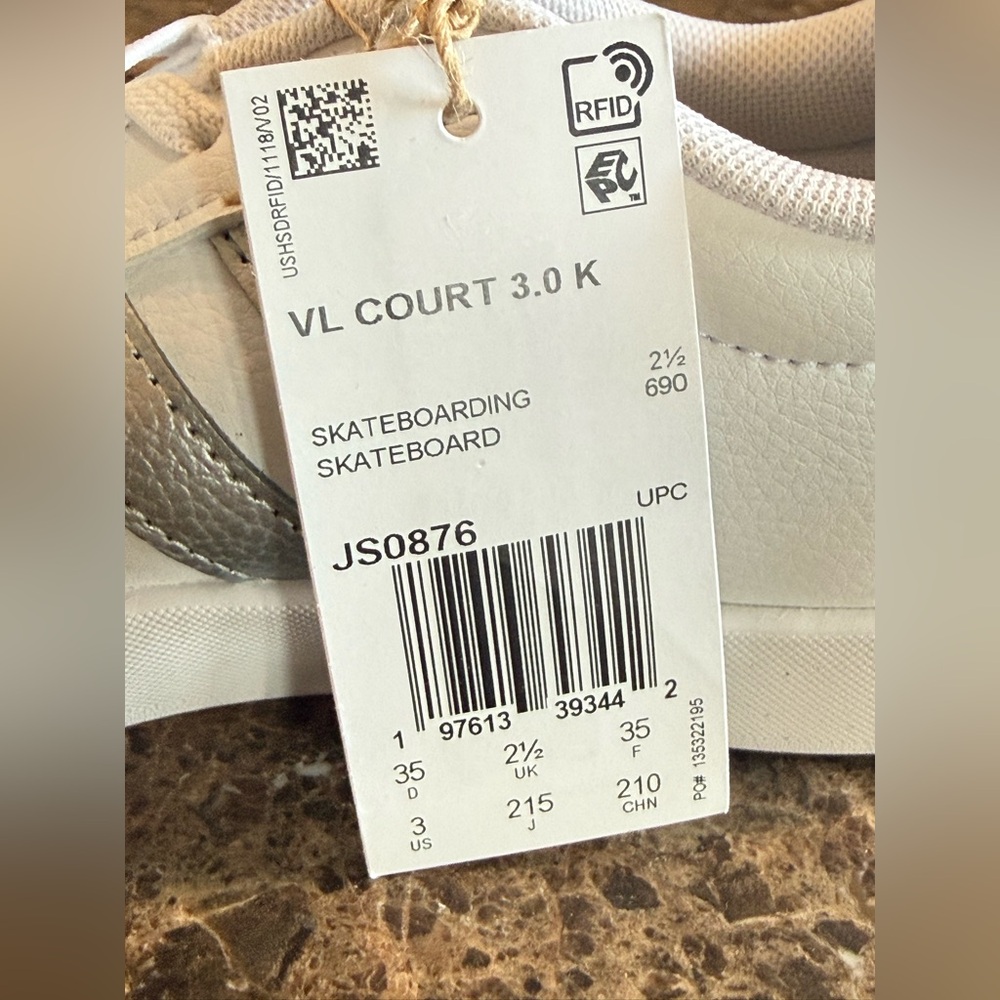 USHSDRFID/1118/V02
RFID
EPC™
VL COURT 3.0 K
2½
690
SKATEBOARDING
SKATEBOARD
UPC
JS0876
1 97613 39344 2
35 2½ 35
D UK F
3 215 210
US J CHN
PO# 135322195